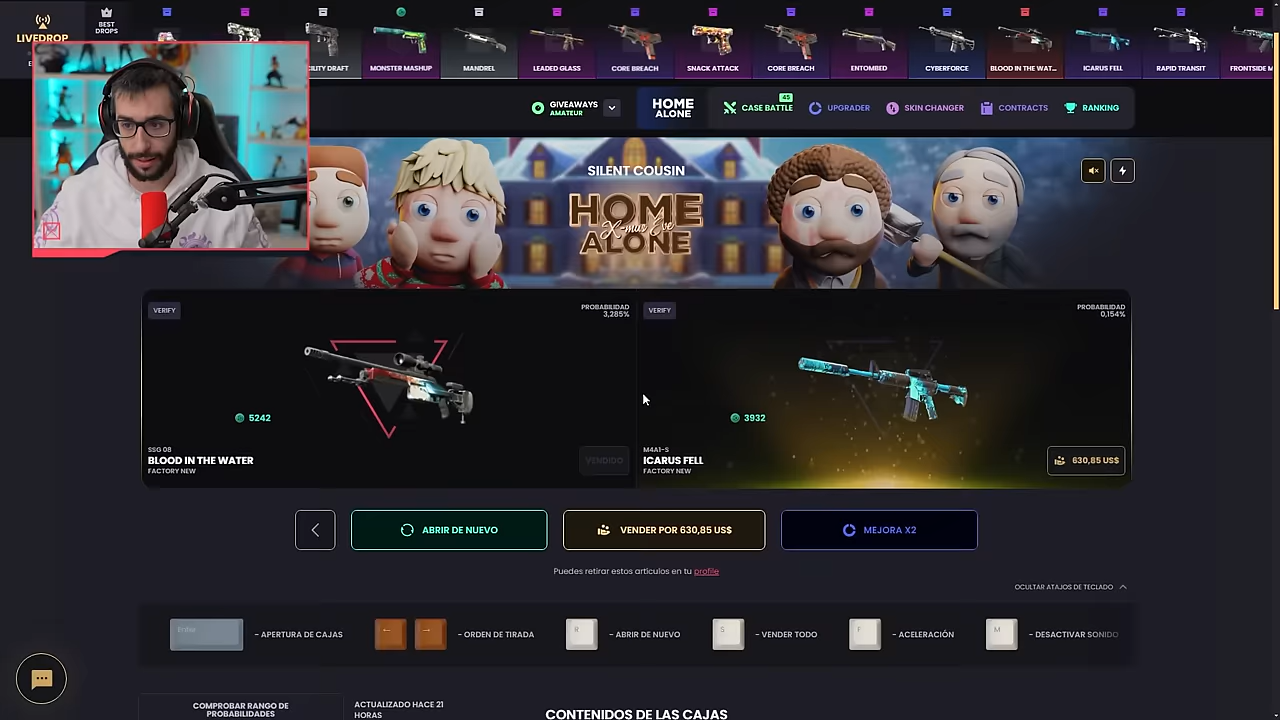 LIVEDROP
BEST
DROPS
CILITY DRAFT
MONSTER MASHUP
MANDREL
LEADED GLASS
CORE BREACH
SNACK ATTACK
CORE BREACH
ENTOMBED
CYBERFORCE
BLOOD IN THE WAT...
ICARUS FELL
RAPID TRANSIT
FRONTSIDE M
GIVEAWAYS
AMATEUR
HOME
ALONE
CASE BATTLE
45
UPGRADER
SKIN CHANGER
CONTRACTS
RANKING
SILENT COUSIN
HOME
X-mas Eve
ALONE
VERIFY
PROBABILIDAD
3,285%
5242
SSG 08
BLOOD IN THE WATER
FACTORY NEW
VENDIDO
VERIFY
PROBABILIDAD
0,154%
3932
M4A1-S
ICARUS FELL
FACTORY NEW
630,85 US$
ABRIR DE NUEVO
VENDER POR 630,85 US$
MEJORA X2
Puedes retirar estos artículos en tu profile
OCULTAR ATAJOS DE TECLADO
Enter
- APERTURA DE CAJAS
← →
- ORDEN DE TIRADA
R
- ABRIR DE NUEVO
S
- VENDER TODO
F
- ACELERACIÓN
M
- DESACTIVAR SONIDO
COMPROBAR RANGO DE
PROBABILIDADES
ACTUALIZADO HACE 21
HORAS
CONTENIDOS DE LAS CAJAS